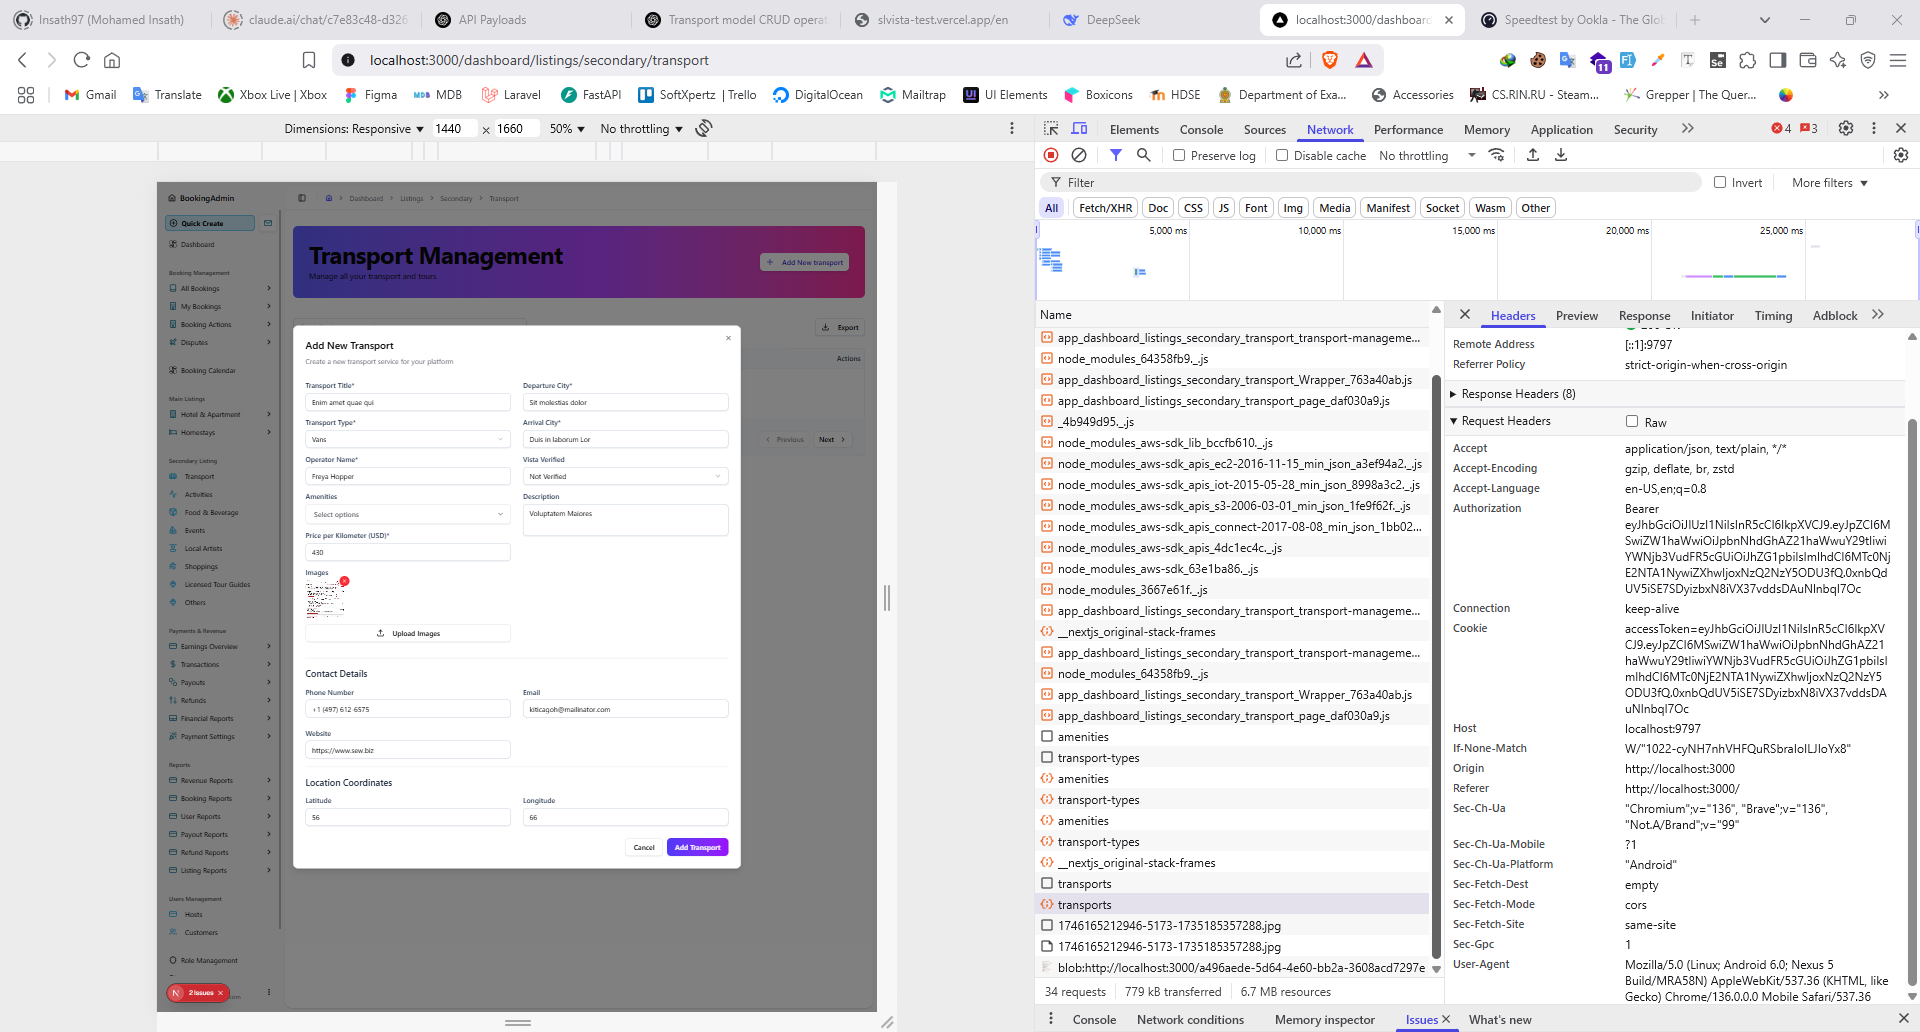 Insath97 (Mohamed Insath)
claude.ai/chat/c7e83c48-d326
API Payloads
Transport model CRUD operat
slvista-test.vercel.app/en
DeepSeek
localhost:3000/dashboard
Speedtest by Ookla - The Glo
localhost:3000/dashboard/listings/secondary/transport
11
Gmail
Translate
Xbox Live | Xbox
Figma
MDB
Laravel
FastAPI
SoftXpertz | Trello
DigitalOcean
Mailtrap
UI Elements
Boxicons
HDSE
Department of Exa...
Accessories
CS.RIN.RU - Steam...
Grepper | The Quer...
Dimensions: Responsive
1440 × 1660
50%
No throttling
Elements
Console
Sources
Network
Performance
Memory
Application
Security
4
3
Preserve log
Disable cache
No throttling
Filter
Invert
More filters
All
Fetch/XHR
Doc
CSS
JS
Font
Img
Media
Manifest
Socket
Wasm
Other
5,000 ms
10,000 ms
15,000 ms
20,000 ms
25,000 ms
BookingAdmin
Quick Create
Dashboard
Booking Management
All Bookings
My Bookings
Booking Actions
Disputes
Booking Calendar
Main Listings
Hotel & Apartment
Homestays
Secondary Listing
Transport
Activities
Food & Beverage
Events
Local Artists
Shoppings
Licensed Tour Guides
Others
Payments & Revenue
Earnings Overview
Transactions
Payouts
Refunds
Financial Reports
Payment Settings
Reports
Revenue Reports
Booking Reports
User Reports
Payout Reports
Refund Reports
Listing Reports
Users Management
Hosts
Customers
Role Management
N 2 Issues
Dashboard
Listings
Secondary
Transport
Transport Management
Manage all your transport and tours
Add New transport
Export
Actions
Previous
Next
Add New Transport
Create a new transport service for your platform
Transport Title*
Departure City*
Enim amet quae qui
Sit molestias dolor
Transport Type*
Arrival City*
Vans
Duis in laborum Lor
Operator Name*
Vista Verified
Freya Hopper
Not Verified
Amenities
Description
Select options
Voluptatem Maiores
Price per Kilometer (USD)*
430
Images
Upload Images
Contact Details
Phone Number
Email
+1 (497) 612-6575
kiticagoh@mailinator.com
Website
https://www.sew.biz
Location Coordinates
Latitude
Longitude
56
66
Cancel
Add Transport
Name
app_dashboard_listings_secondary_transport_transport-manageme...
node_modules_64358fb9._.js
app_dashboard_listings_secondary_transport_Wrapper_763a40ab.js
app_dashboard_listings_secondary_transport_page_daf030a9.js
_4b949d95._.js
node_modules_aws-sdk_lib_bccfb610._.js
node_modules_aws-sdk_apis_ec2-2016-11-15_min_json_a3ef94a2._.js
node_modules_aws-sdk_apis_iot-2015-05-28_min_json_8998a3c2._.js
node_modules_aws-sdk_apis_s3-2006-03-01_min_json_1fe9f62f._.js
node_modules_aws-sdk_apis_connect-2017-08-08_min_json_1bb02...
node_modules_aws-sdk_apis_4dc1ec4c._.js
node_modules_aws-sdk_63e1ba86._.js
node_modules_3667e61f._.js
app_dashboard_listings_secondary_transport_transport-manageme...
__nextjs_original-stack-frames
app_dashboard_listings_secondary_transport_transport-manageme...
node_modules_64358fb9._.js
app_dashboard_listings_secondary_transport_Wrapper_763a40ab.js
app_dashboard_listings_secondary_transport_page_daf030a9.js
amenities
transport-types
amenities
transport-types
amenities
transport-types
__nextjs_original-stack-frames
transports
transports
1746165212946-5173-1735185357288.jpg
1746165212946-5173-1735185357288.jpg
blob:http://localhost:3000/a496aede-5d64-4e60-bb2a-3608acd7297e
34 requests
779 kB transferred
6.7 MB resources
Headers
Preview
Response
Initiator
Timing
Adblock
Remote Address
[::1]:9797
Referrer Policy
strict-origin-when-cross-origin
Response Headers (8)
Request Headers
Raw
Accept
application/json, text/plain, */*
Accept-Encoding
gzip, deflate, br, zstd
Accept-Language
en-US,en;q=0.8
Authorization
Bearer
Connection
keep-alive
Cookie
Host
localhost:9797
If-None-Match
Origin
http://localhost:3000
Referer
http://localhost:3000/
Sec-Ch-Ua
"Chromium";v="136", "Brave";v="136",
"Not.A/Brand";v="99"
Sec-Ch-Ua-Mobile
?1
Sec-Ch-Ua-Platform
"Android"
Sec-Fetch-Dest
empty
Sec-Fetch-Mode
cors
Sec-Fetch-Site
same-site
Sec-Gpc
1
User-Agent
Mozilla/5.0 (Linux; Android 6.0; Nexus 5
Build/MRA58N) AppleWebKit/537.36 (KHTML, like
Gecko) Chrome/136.0.0.0 Mobile Safari/537.36
Console
Network conditions
Memory inspector
Issues
What's new